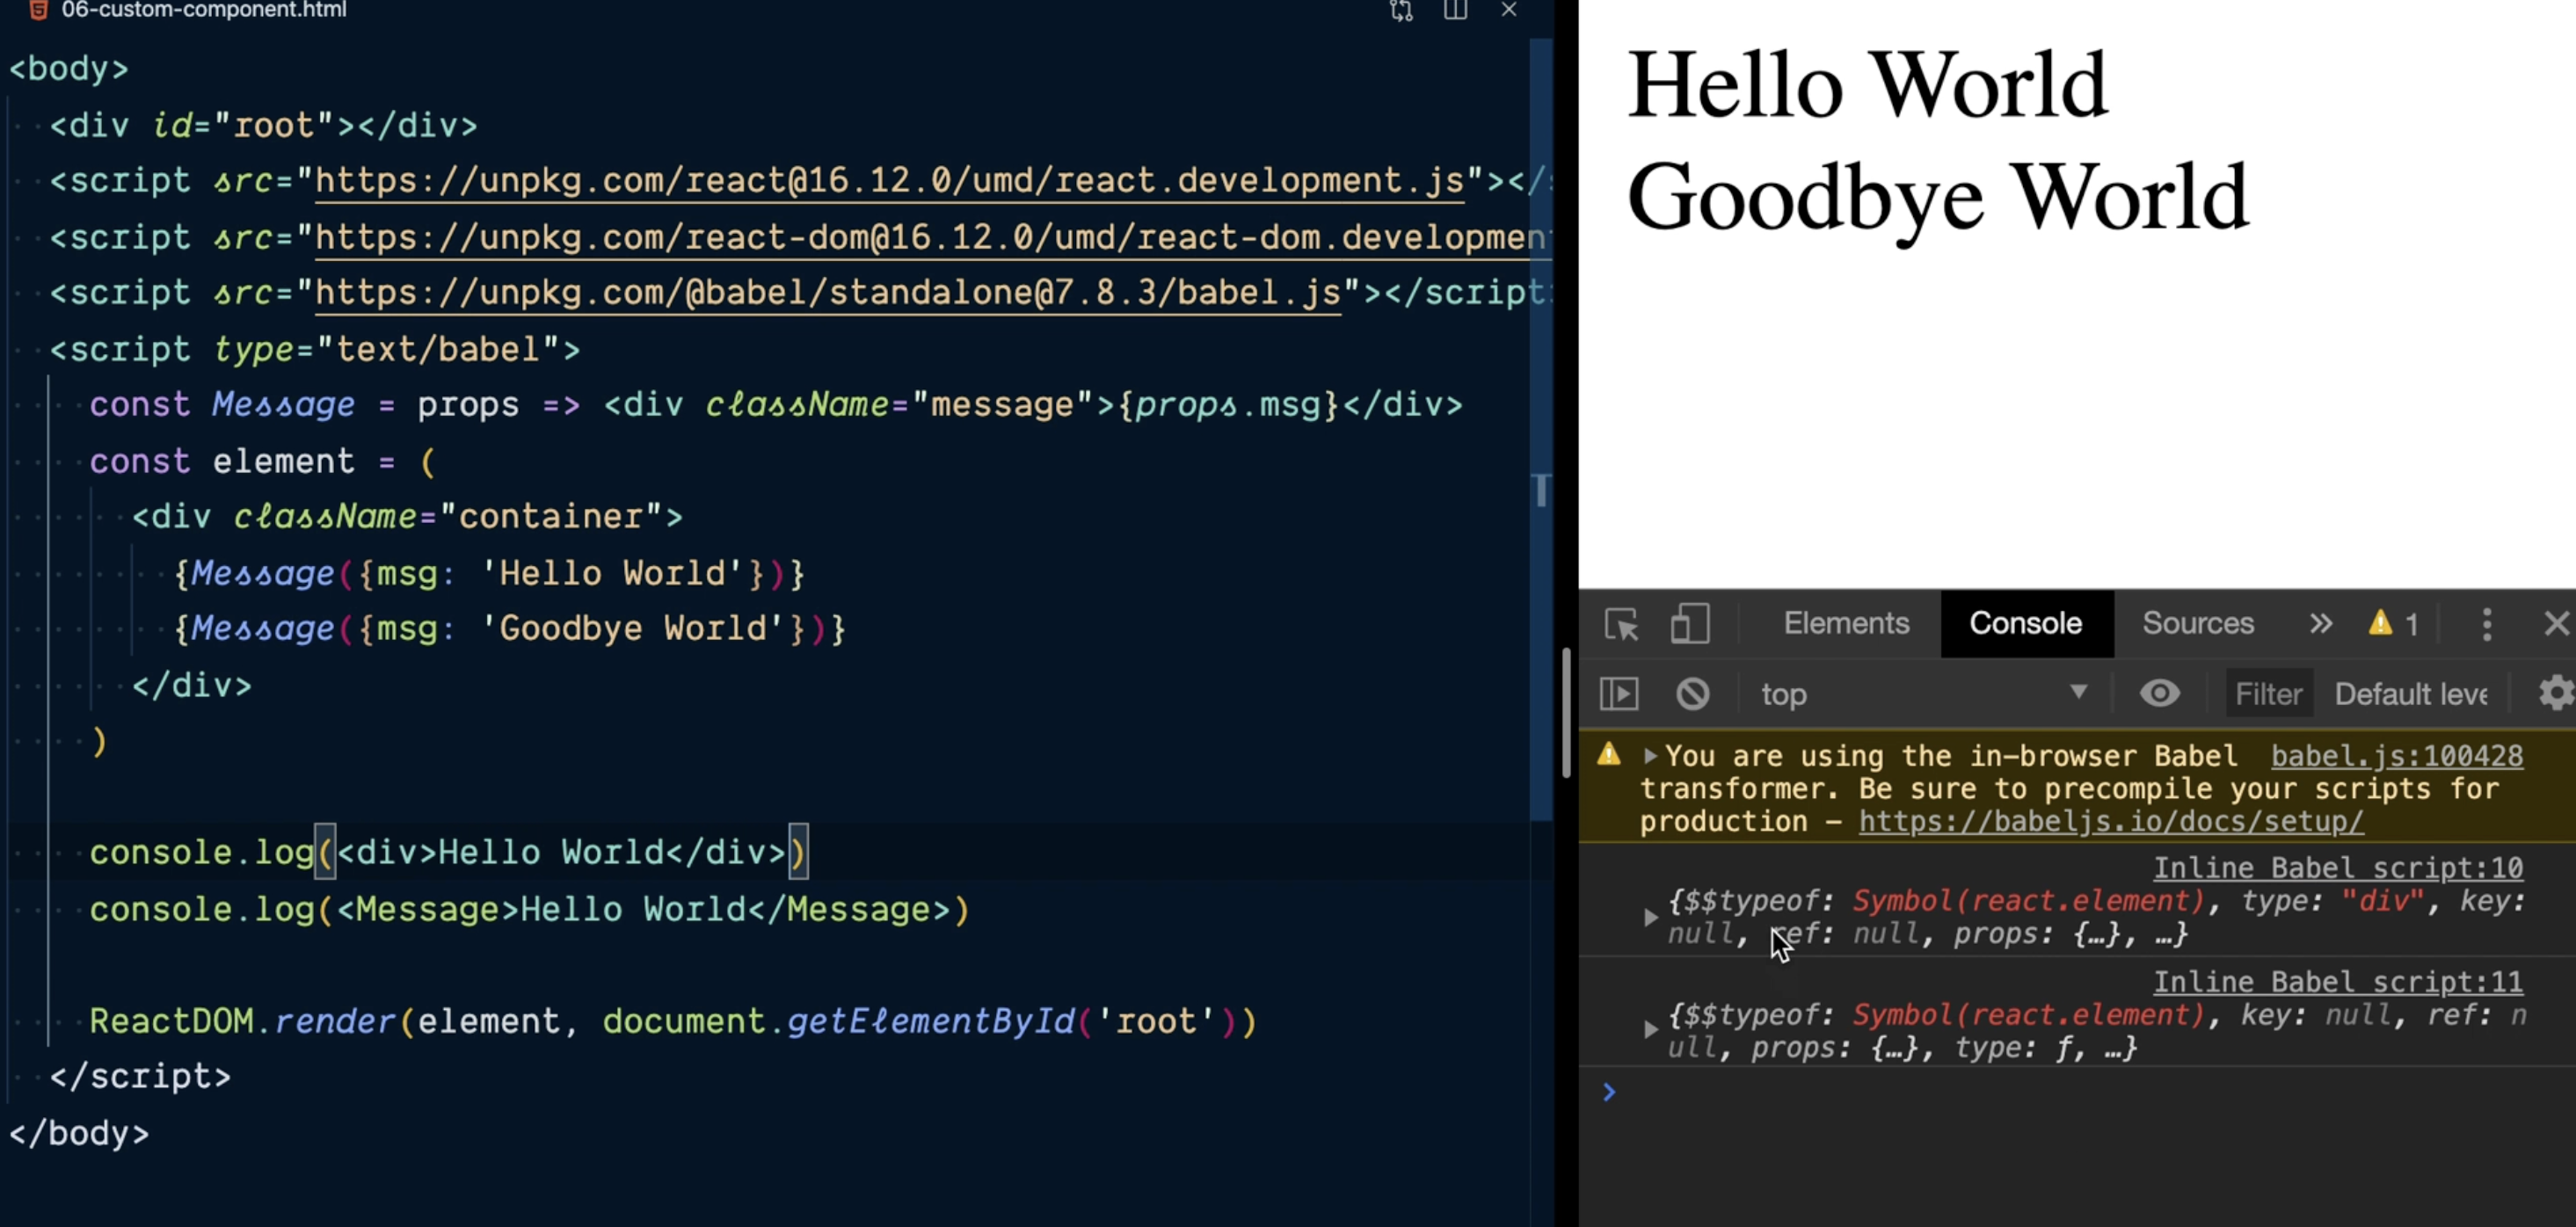 06-custom-component.html
<body>
<div id="root"></div>
<script src="https://unpkg.com/react@16.12.0/umd/react.development.js"></
<script src="https://unpkg.com/react-dom@16.12.0/umd/react-dom.developmen
<script src="https://unpkg.com/@babel/standalone@7.8.3/babel.js"></script
<script type="text/babel">
const Message = props => <div className="message">{props.msg}</div>
const element = (
<div className="container">
{Message({msg: 'Hello World'})}
{Message({msg: 'Goodbye World'})}
</div>
)
console.log(<div>Hello World</div>)
console.log(<Message>Hello World</Message>)
ReactDOM.render(element, document.getElementById('root'))
</script>
</body>
Hello World
Goodbye World
Elements Console Sources » 1
top Filter Default leve
You are using the in-browser Babel babel.js:100428
transformer. Be sure to precompile your scripts for
production – https://babeljs.io/docs/setup/
Inline Babel script:10
{$$typeof: Symbol(react.element), type: "div", key:
null, ref: null, props: {…}, …}
Inline Babel script:11
{$$typeof: Symbol(react.element), key: null, ref: n
ull, props: {…}, type: ƒ, …}